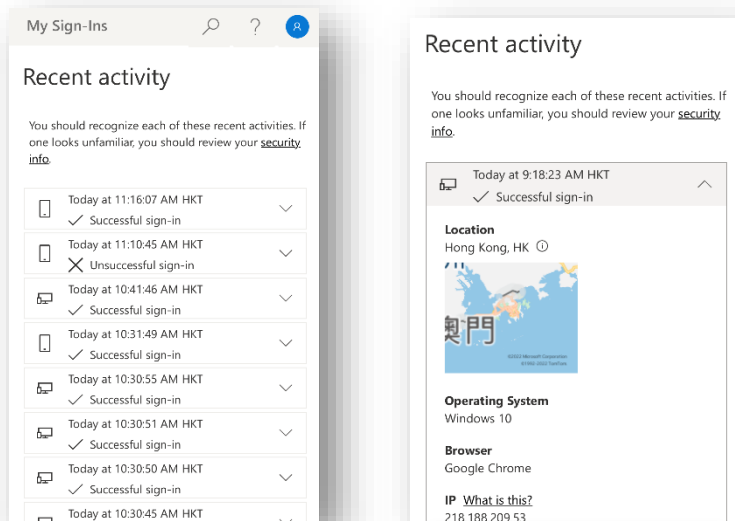 My Sign-Ins
Recent activity
You should recognize each of these recent activities. If
one looks unfamiliar, you should review your security
info.
Today at 11:16:07 AM HKT
Successful sign-in
Today at 11:10:45 AM HKT
Unsuccessful sign-in
Today at 10:41:46 AM HKT
Successful sign-in
Today at 10:31:49 AM HKT
Successful sign-in
Today at 10:30:55 AM HKT
Successful sign-in
Today at 10:30:51 AM HKT
Successful sign-in
Today at 10:30:50 AM HKT
Successful sign-in
Today at 10:30:45 AM HKT
Recent activity
You should recognize each of these recent activities. If
one looks unfamiliar, you should review your security
info.
Today at 9:18:23 AM HKT
Successful sign-in
Location
Hong Kong, HK
澳門
Operating System
Windows 10
Browser
Google Chrome
IP What is this?
218.188.209.53